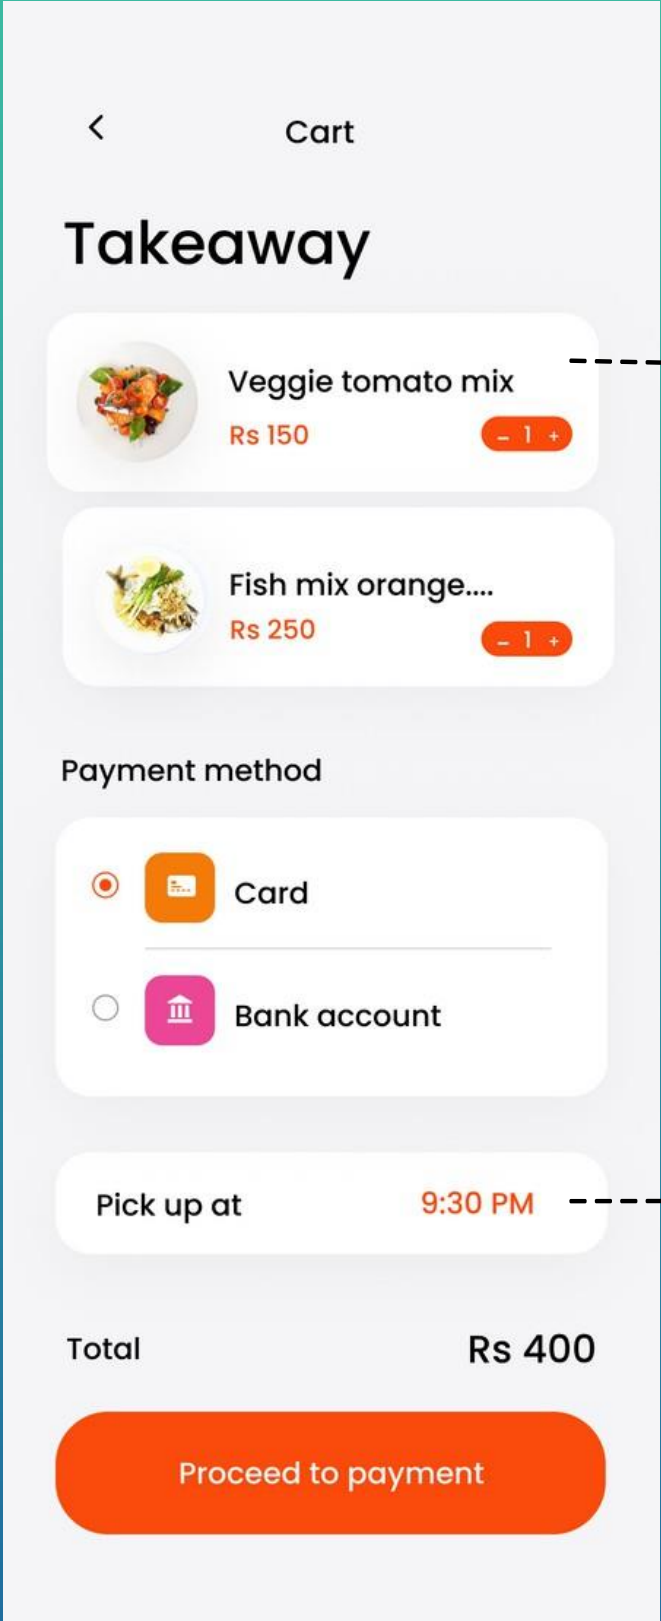 Cart
Takeaway
Veggie tomato mix
Rs 150
- 1 +
Fish mix orange....
Rs 250
- 1 +
Payment method
Card
Bank account
Pick up at 9:30 PM
Total Rs 400
Proceed to payment